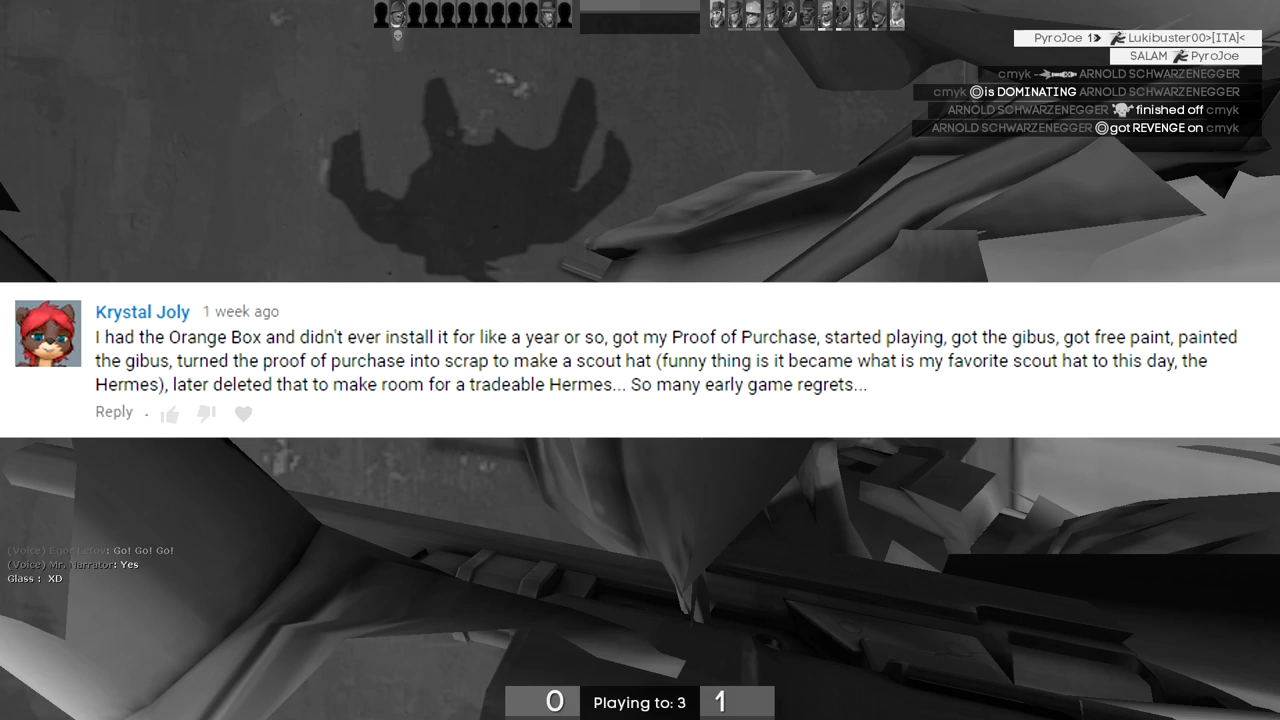 PyroJoe 1 Lukibuster00>[ITA]<
SALAM PyroJoe
cmyk ARNOLD SCHWARZENEGGER
cmyk is DOMINATING ARNOLD SCHWARZENEGGER
ARNOLD SCHWARZENEGGER finished off cmyk
ARNOLD SCHWARZENEGGER got REVENGE on cmyk
Krystal Joly 1 week ago
I had the Orange Box and didn't ever install it for like a year or so, got my Proof of Purchase, started playing, got the gibus, got free paint, painted
the gibus, turned the proof of purchase into scrap to make a scout hat (funny thing is it became what is my favorite scout hat to this day, the
Hermes), later deleted that to make room for a tradeable Hermes... So many early game regrets...
Reply .
(Voice) Egor Letov: Go! Go! Go!
(Voice) Mr. Narrator: Yes
Glass : XD
0 Playing to: 3 1